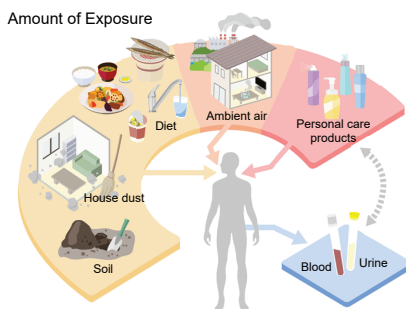 Amount of Exposure
Diet
Ambient air
Personal care
products
House dust
Soil
Blood
Urine